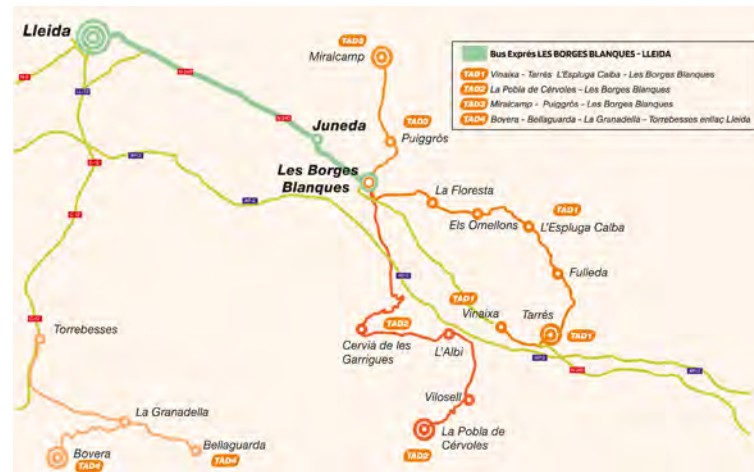 Lleida
TAD3
Miralcamp
Bus Exprés LES BORGES BLANQUES - LLEIDA
TAD1 Vinaixa - Tarrés L'Espluga Calba - Les Borges Blanques
TAD2 La Pobla de Cérvoles - Les Borges Blanques
TAD3 Miralcamp - Puiggròs - Les Borges Blanques
TAD4 Bovera - Bellaguarda - La Granadella - Torrebesses enllaç Lleida
Juneda
TAD3
Puiggròs
Les Borges
Blanques
La Floresta
TAD1
Els Omellons
L'Espluga Calba
Fulleda
TAD1
Vinaixa
Tarrés
TAD1
TAD2
Cervià de les
Garrigues
L'Albi
Torrebesses
Vilosell
La Granadella
La Pobla de
Cérvoles
TAD2
Bellaguarda
TAD4
Bovera
TAD4